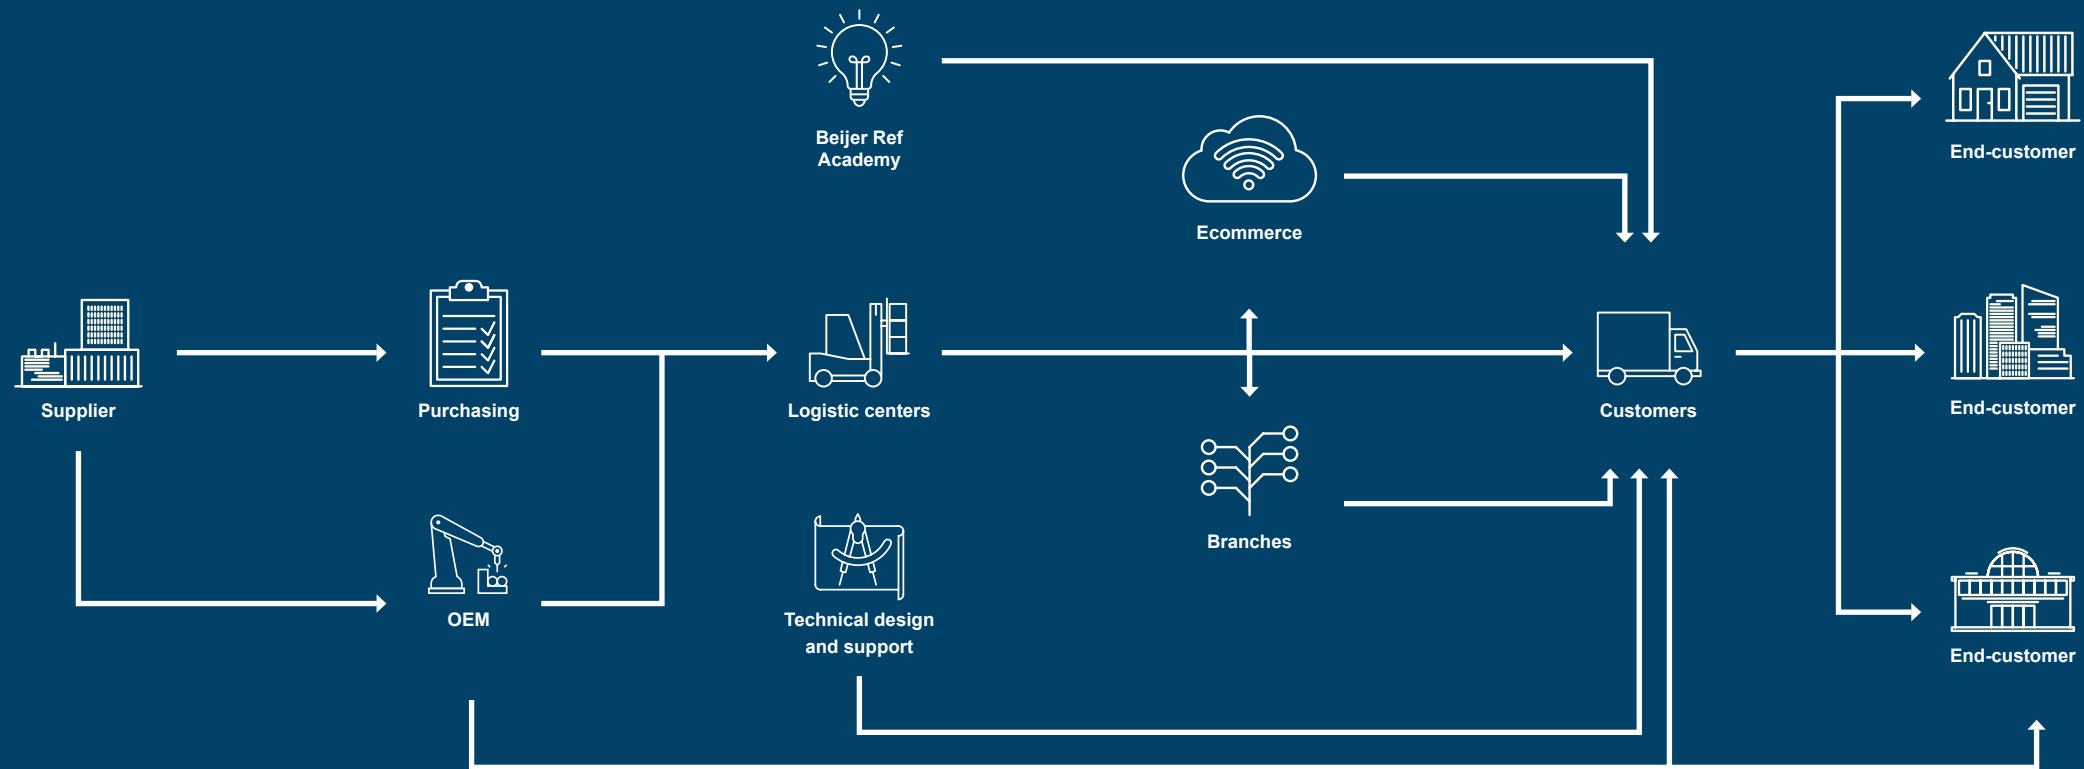 Beijer Ref
Academy
End-customer
Ecommerce
Supplier
Purchasing
Logistic centers
Customers
End-customer
Branches
OEM
Technical design
and support
End-customer